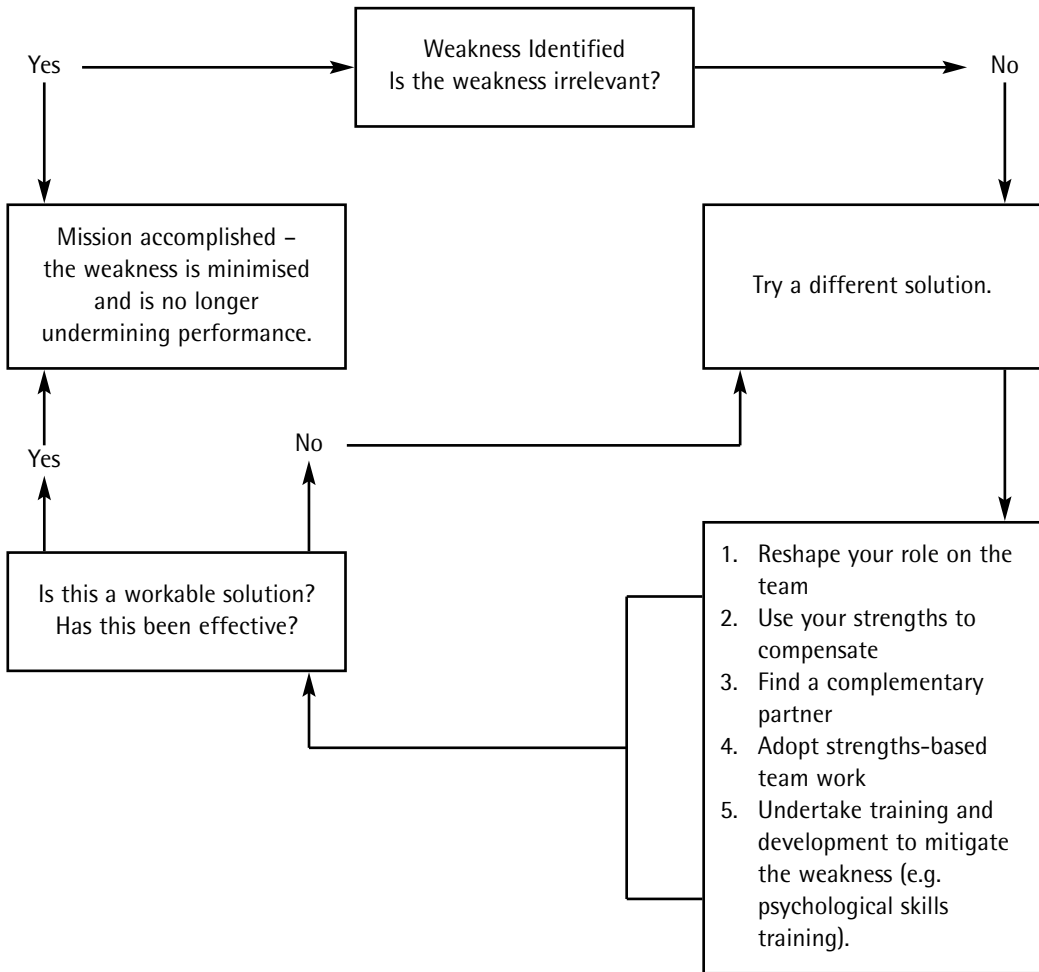 Weakness Identified
Is the weakness irrelevant?
Yes
No
Mission accomplished –
the weakness is minimised
and is no longer
undermining performance.
Try a different solution.
Yes
No
Is this a workable solution?
Has this been effective?
1. Reshape your role on the
team
2. Use your strengths to
compensate
3. Find a complementary
partner
4. Adopt strengths-based
team work
5. Undertake training and
development to mitigate
the weakness (e.g.
psychological skills
training).